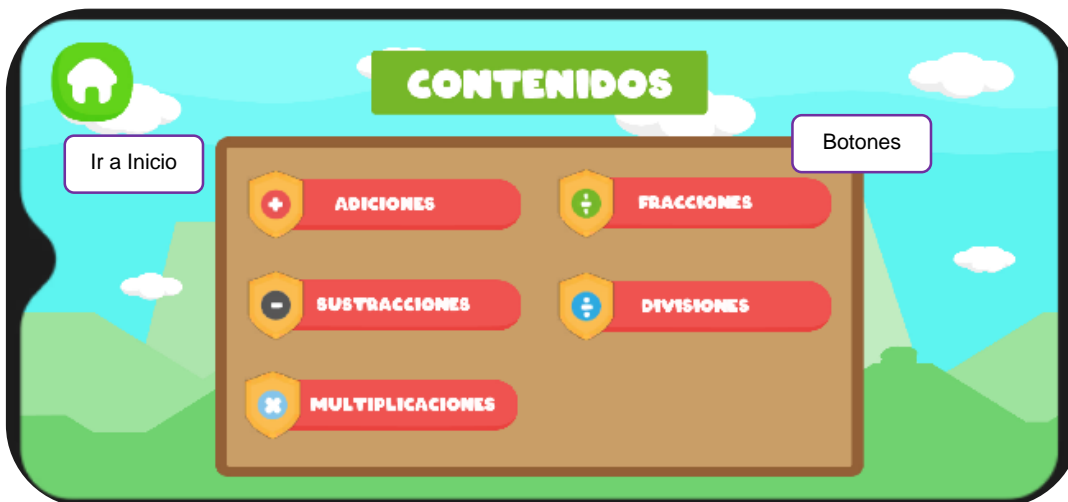 CONTENIDOS
Ir a Inicio
Botones
ADICIONES
FRACCIONES
SUSTRACCIONES
DIVISIONES
MULTIPLICACIONES